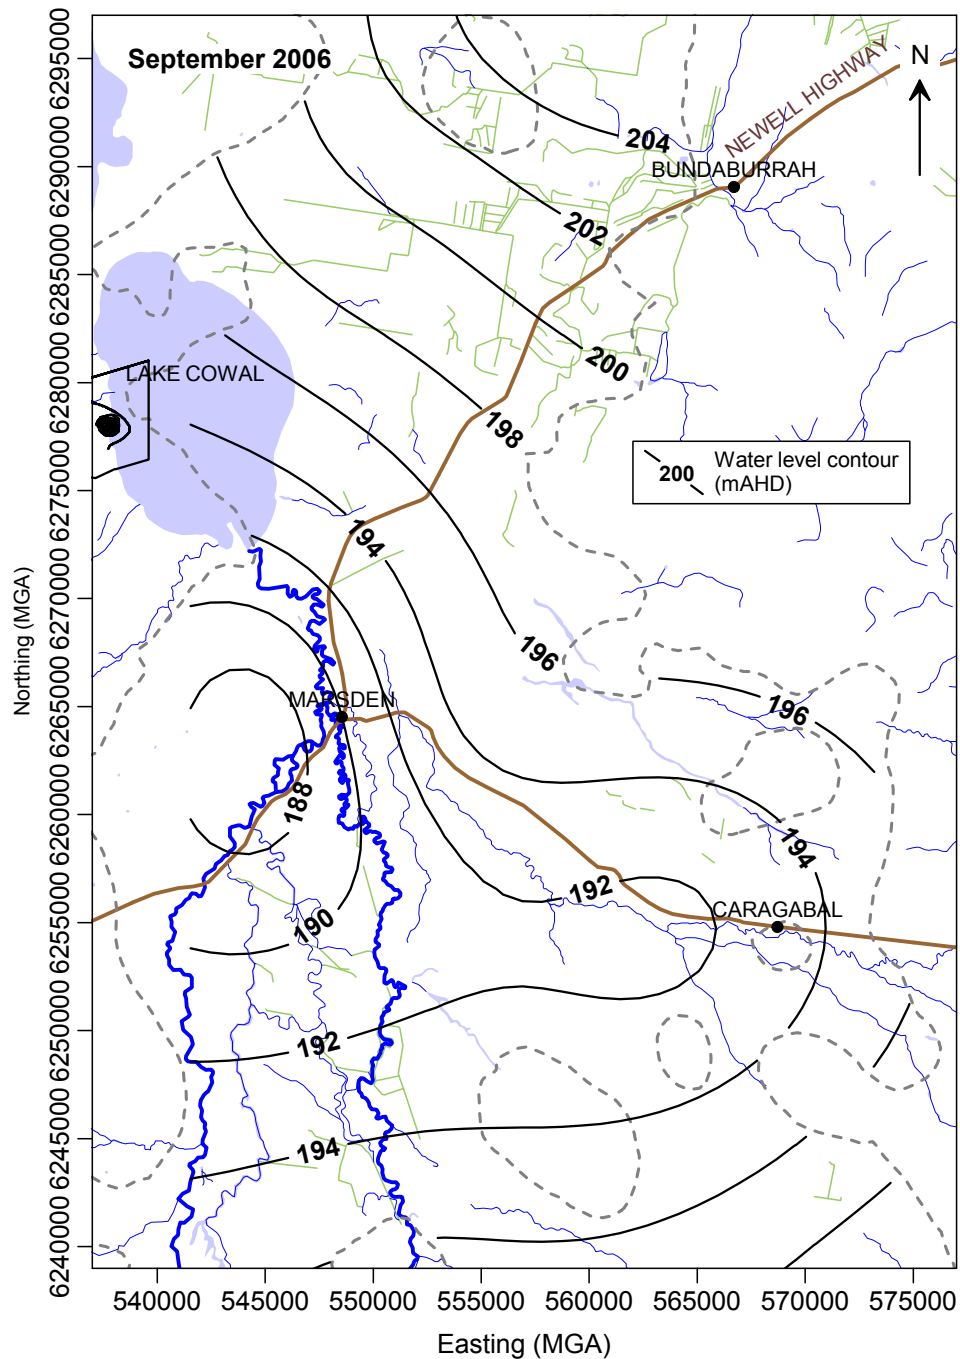 September 2006
N
NEWELL HIGHWAY
204
BUNDABURRAH
202
200
LAKE COWAL
198
Water level contour
200
(mAHD)
194
196
MARSDEN
196
188
194
192
CARAGABAL
190
192
194
6295000
6290000
6285000
6280000
6275000
6270000
6265000
6260000
6255000
6250000
6245000
6240000
Northing (MGA)
540000 545000 550000 555000 560000 565000 570000 575000
Easting (MGA)